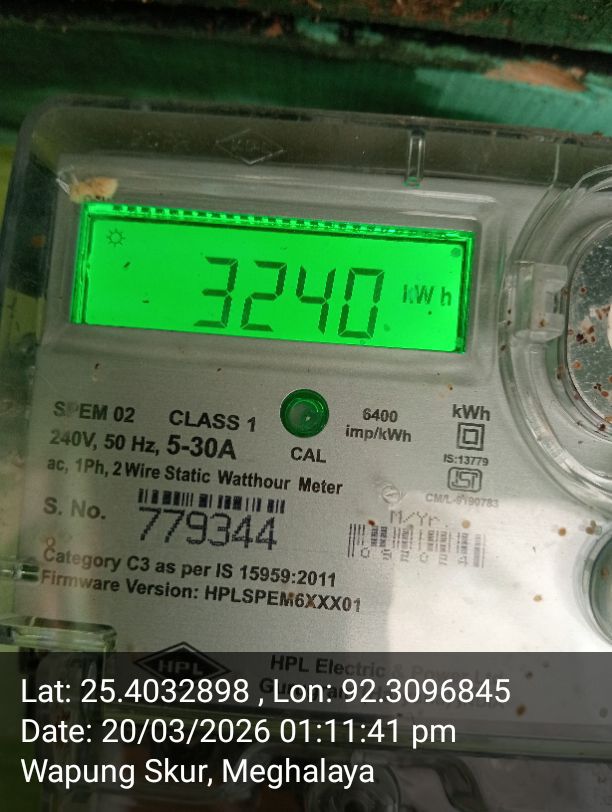 HPL
3240 kWh
SPEM 02 CLASS 1
240V, 50 Hz, 5-30A
ac, 1Ph, 2 Wire Static Watthour Meter
CAL
6400
imp/kWh
kWh
IS:13779
ISI
S. No.
779344
M/Yr
Category C3 as per IS 15959:2011
Firmware Version: HPLSPEM6XXX01
HPL HPL Electric &
Lat: 25.4032898 , Lon: 92.3096845
Date: 20/03/2026 01:11:41 pm
Wapung Skur, Meghalaya